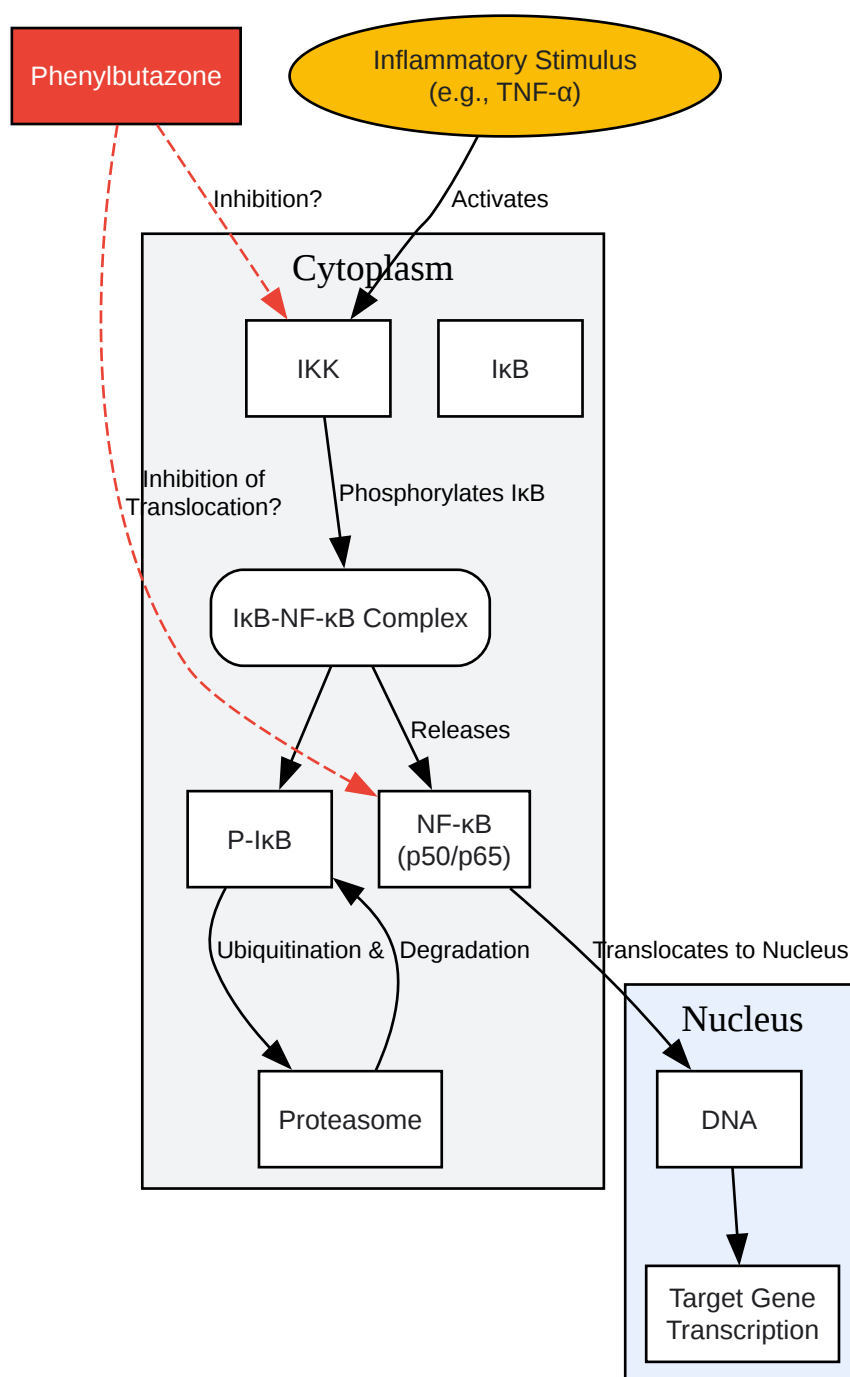 Phenylbutazone
Inflammatory Stimulus
(e.g., TNF-α)
Inhibition?
Activates
Cytoplasm
IKK
IκB
Inhibition of
Translocation?
Phosphorylates IκB
IκB-NF-κB Complex
Releases
P-IκB
NF-κB
(p50/p65)
Ubiquitination &
Degradation
Translocates to Nucleus
Nucleus
Proteasome
DNA
Target Gene
Transcription